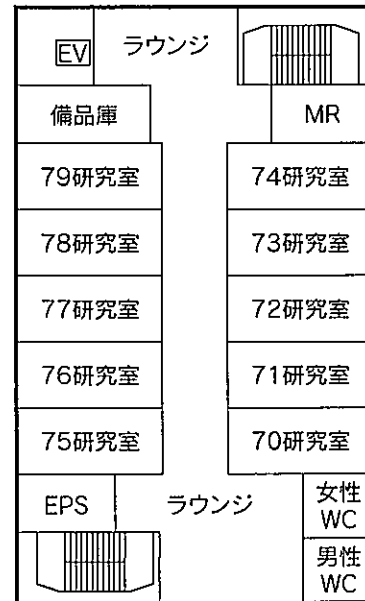 EV
ラウンジ
備品庫
MR
79研究室
74研究室
78研究室
73研究室
77研究室
72研究室
76研究室
71研究室
75研究室
70研究室
EPS
ラウンジ
女性
WC
男性
WC